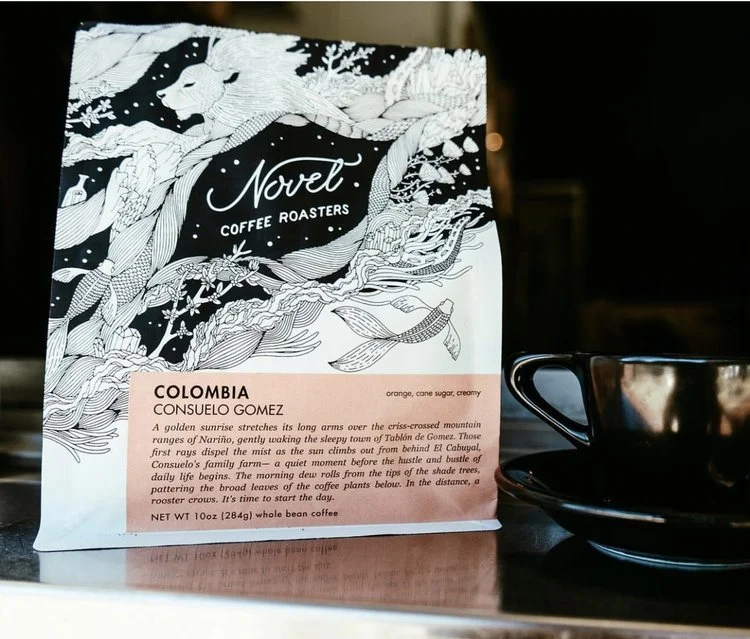 Novel
COFFEE ROASTERS
COLOMBIA
orange, cane sugar, creamy
CONSUELO GOMEZ
A golden sunrise stretches its long arms over the criss-crossed mountain
ranges of Nariño, gently waking the sleepy town of Tablón de Gomez. Those
first rays dispel the mist as the sun climbs out from behind El Cabuyal,
Consuelo's family farm— a quiet moment before the hustle and bustle of
daily life begins. The morning dew rolls from the tips of the shade trees,
pattering the broad leaves of the coffee plants below. In the distance, a
rooster crows. It's time to start the day.
NET WT 10oz (284g) whole bean coffee